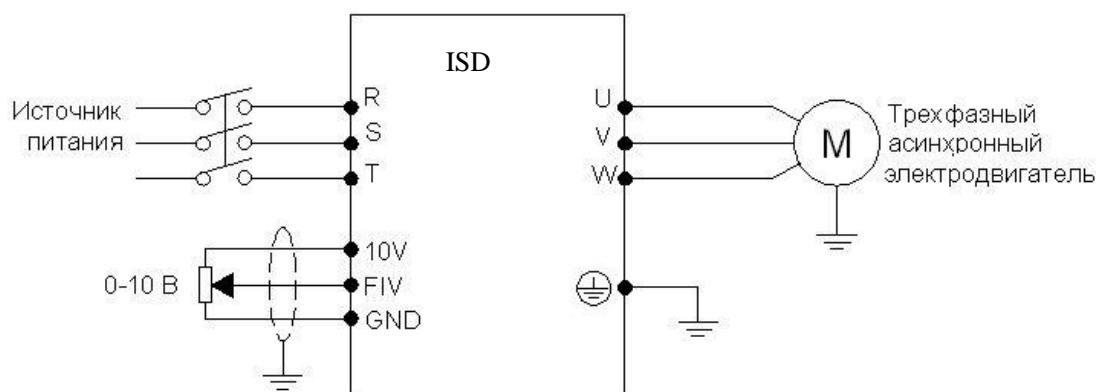 ISD
Источник
питания
R
S
T
U
V
W
M
Трехфазный
асинхронный
электродвигатель
0-10 В
10V
FIV
GND